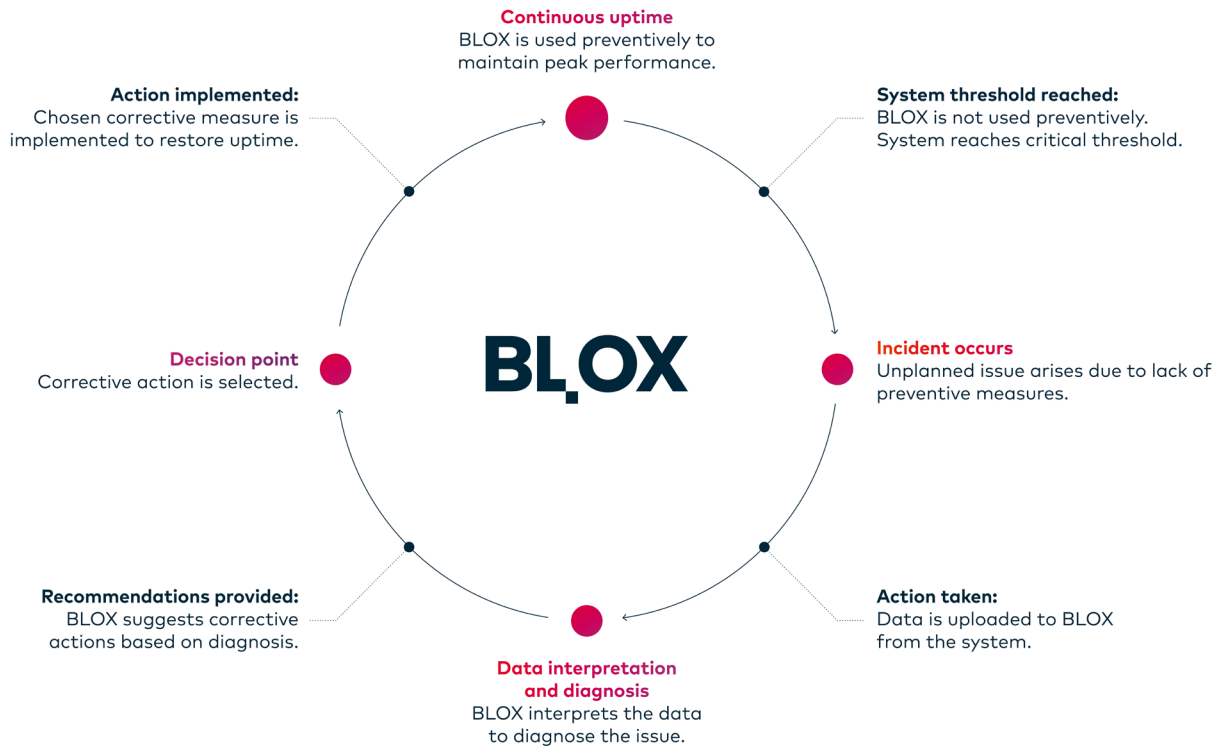 Continuous uptime
BLOX is used preventively to
maintain peak performance.
Action implemented:
Chosen corrective measure is
implemented to restore uptime.
System threshold reached:
BLOX is not used preventively.
System reaches critical threshold.
Decision point
Corrective action is selected.
BLOX
Incident occurs
Unplanned issue arises due to lack of
preventive measures.
Recommendations provided:
BLOX suggests corrective
actions based on diagnosis.
Action taken:
Data is uploaded to BLOX
from the system.
Data interpretation
and diagnosis
BLOX interprets the data
to diagnose the issue.